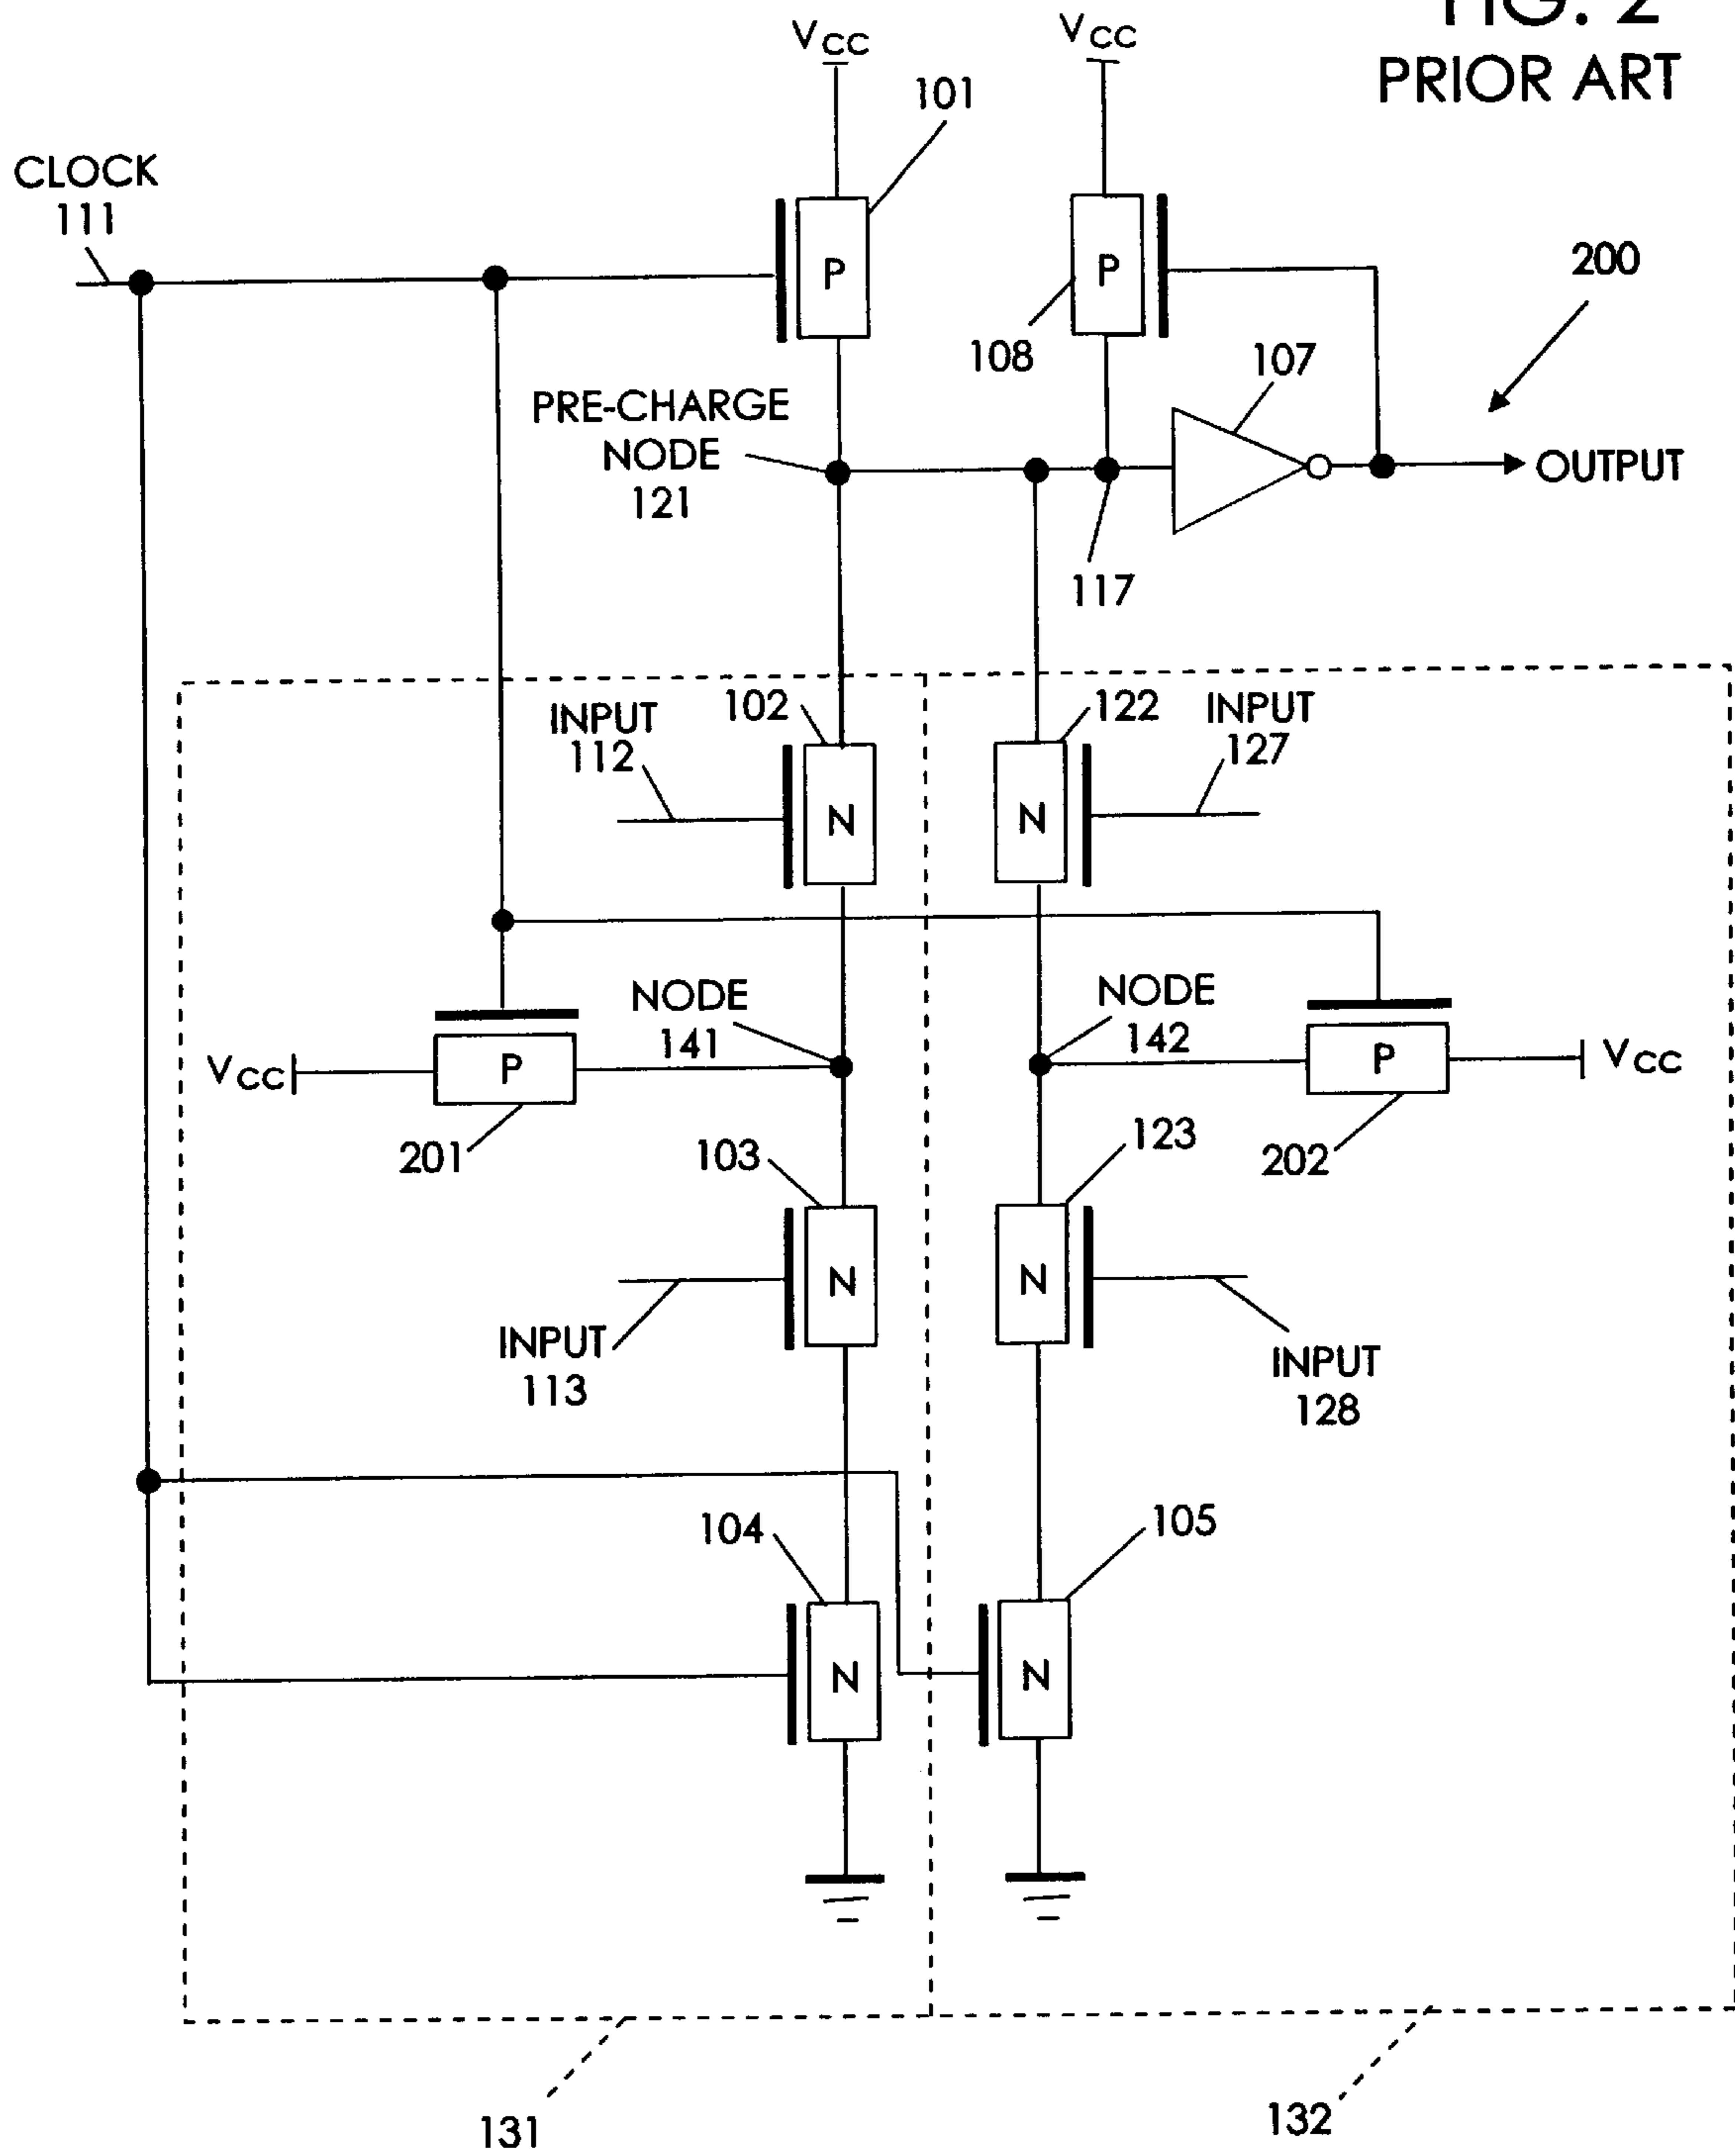 FIG. 2
PRIOR ART
VCC
VCC
101
CLOCK
111
P
P
200
108
107
PRE-CHARGE
NODE
121
OUTPUT
117
INPUT
112
102
122
INPUT
127
N
N
NODE
141
NODE
142
VCC
P
P
VCC
201
103
123
202
N
N
INPUT
113
INPUT
128
104
105
N
N
131
132